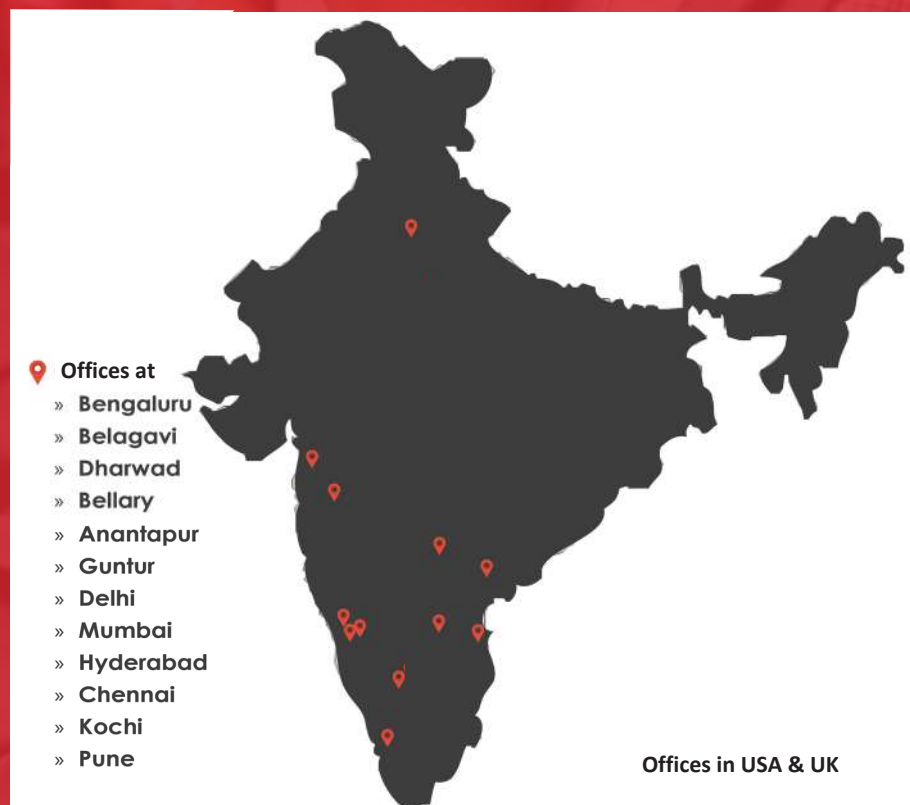 Offices at
» Bengaluru
» Belagavi
» Dharwad
» Bellary
» Anantapur
» Guntur
» Delhi
» Mumbai
» Hyderabad
» Chennai
» Kochi
» Pune
Offices in USA & UK